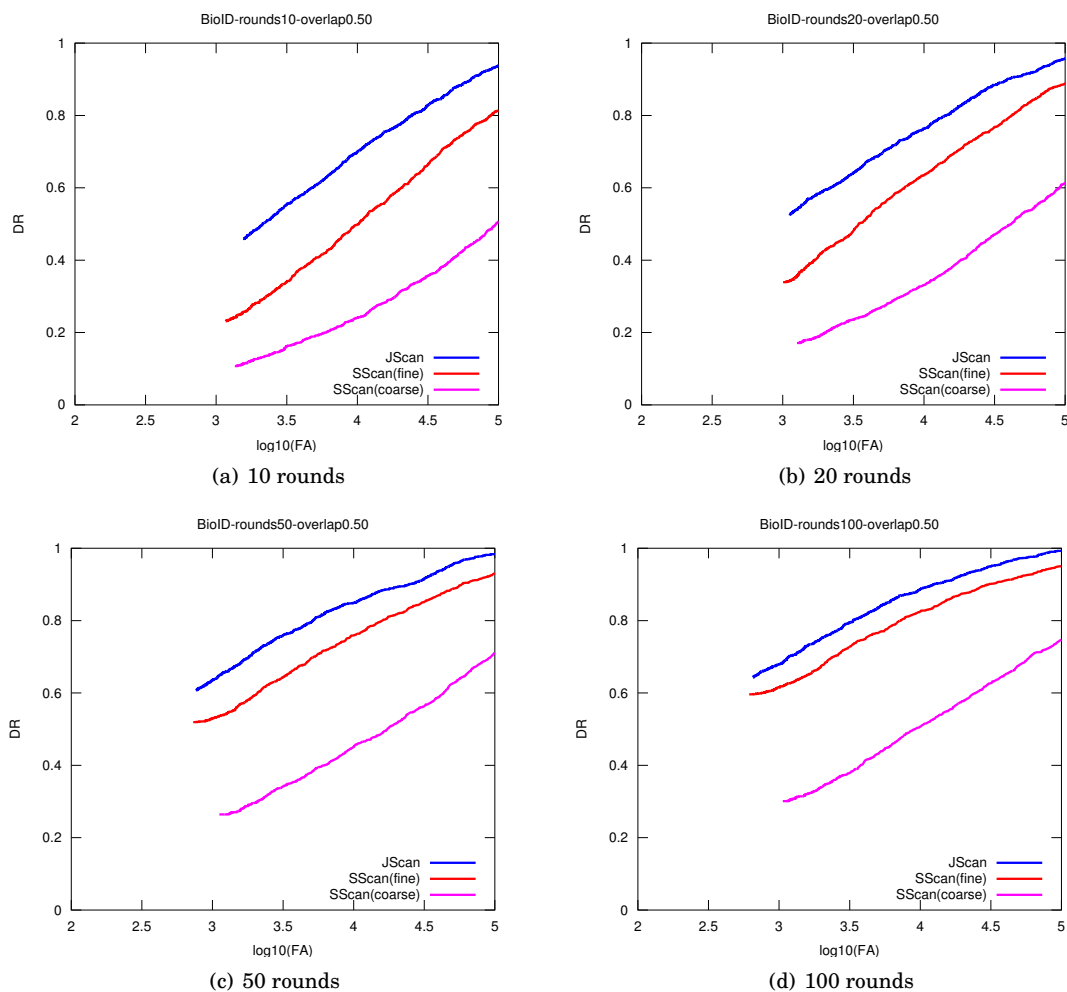 BioID-rounds10-overlap0.50
1
0.8
0.6
DR
0.4
0.2
JScan
SScan(fine)
SScan(coarse)
0
2 2.5 3 3.5 4 4.5 5
log10(FA)
(a) 10 rounds
BioID-rounds20-overlap0.50
1
0.8
0.6
DR
0.4
0.2
JScan
SScan(fine)
SScan(coarse)
0
2 2.5 3 3.5 4 4.5 5
log10(FA)
(b) 20 rounds
BioID-rounds50-overlap0.50
1
0.8
0.6
DR
0.4
0.2
JScan
SScan(fine)
SScan(coarse)
0
2 2.5 3 3.5 4 4.5 5
log10(FA)
(c) 50 rounds
BioID-rounds100-overlap0.50
1
0.8
0.6
DR
0.4
0.2
JScan
SScan(fine)
SScan(coarse)
0
2 2.5 3 3.5 4 4.5 5
log10(FA)
(d) 100 rounds